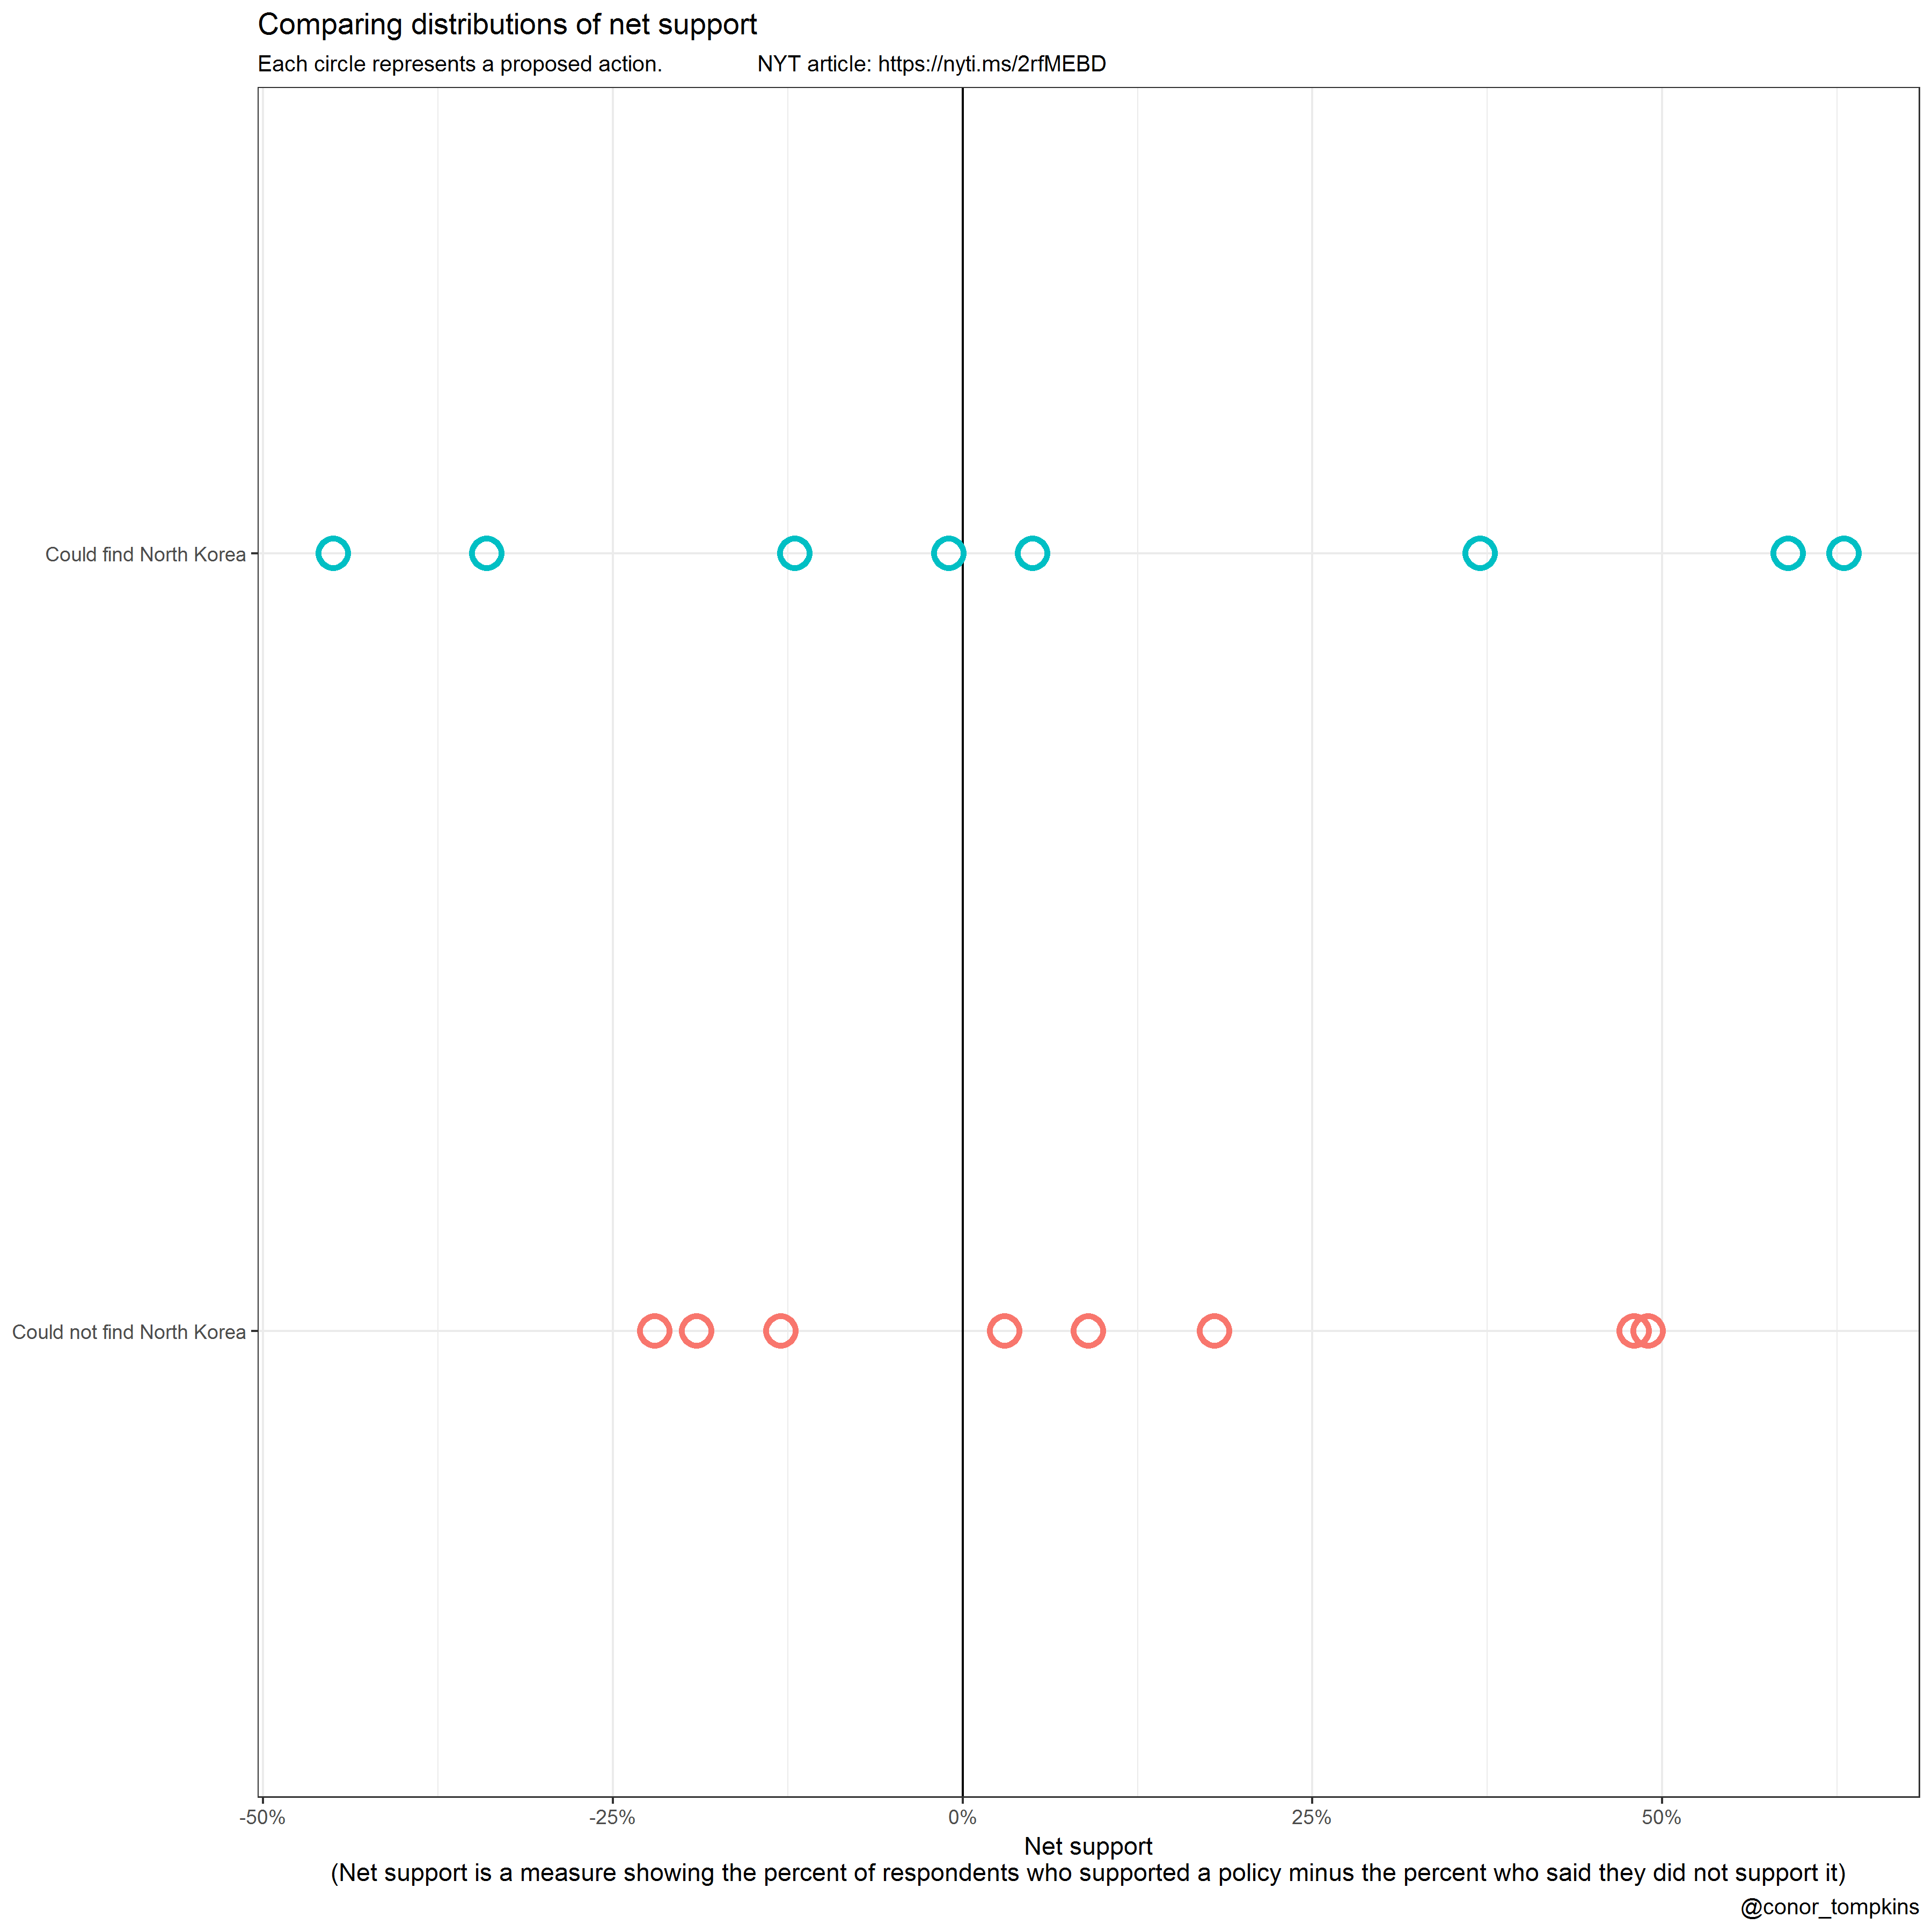 Comparing distributions of net support
Each circle represents a proposed action. NYT article: https://nyti.ms/2rfMEBD
Could find North Korea
Could not find North Korea
-50% -25% 0% 25% 50%
Net support
(Net support is a measure showing the percent of respondents who supported a policy minus the percent who said they did not support it)
@conor_tompkins